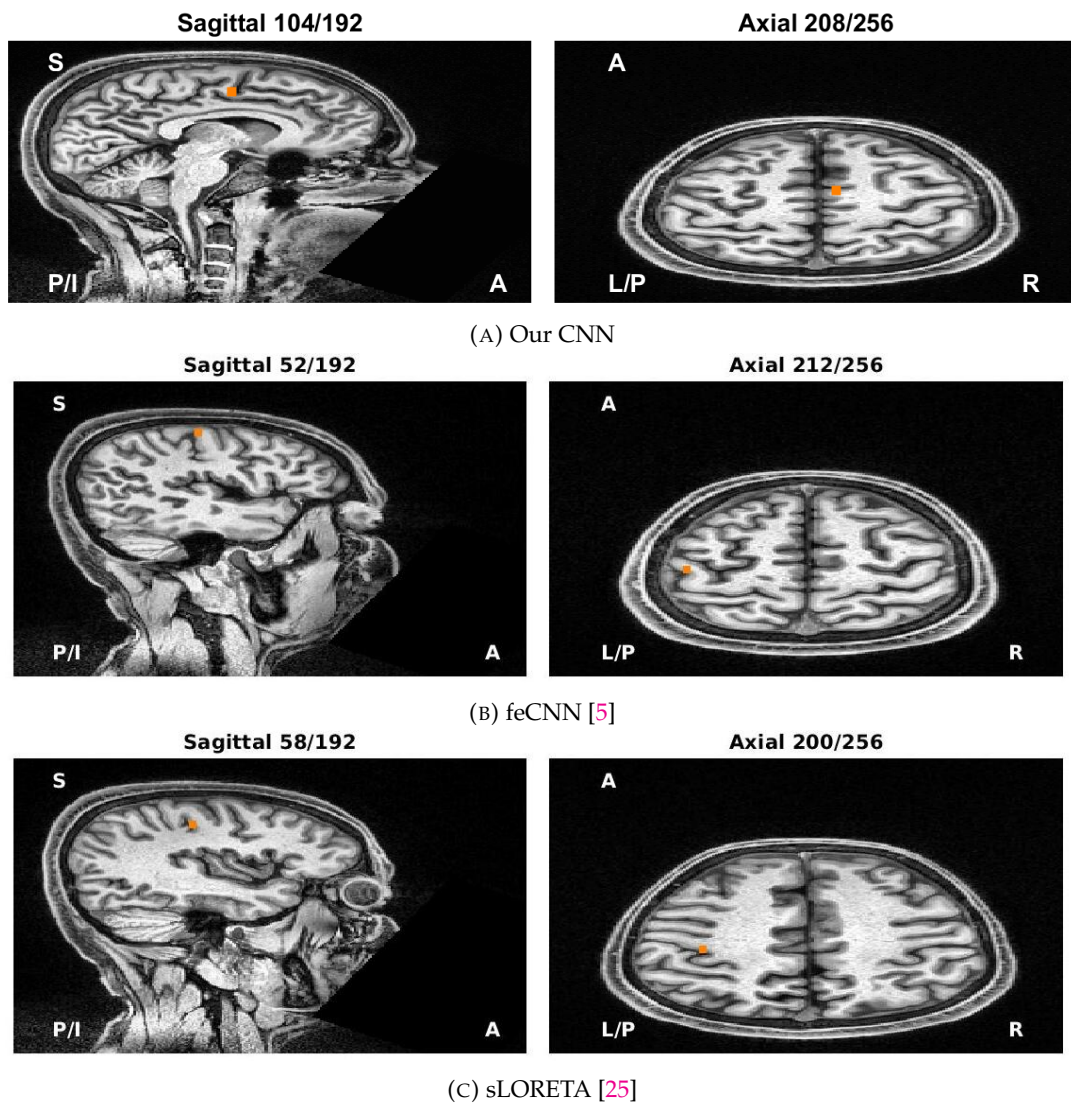 Sagittal 104/192
Axial 208/256
S
A
P/I
A
L/P
R
(A) Our CNN
Sagittal 52/192
Axial 212/256
S
A
P/I
A
L/P
R
(B) feCNN [5]
Sagittal 58/192
Axial 200/256
S
A
P/I
A
L/P
R
(C) sLORETA [25]